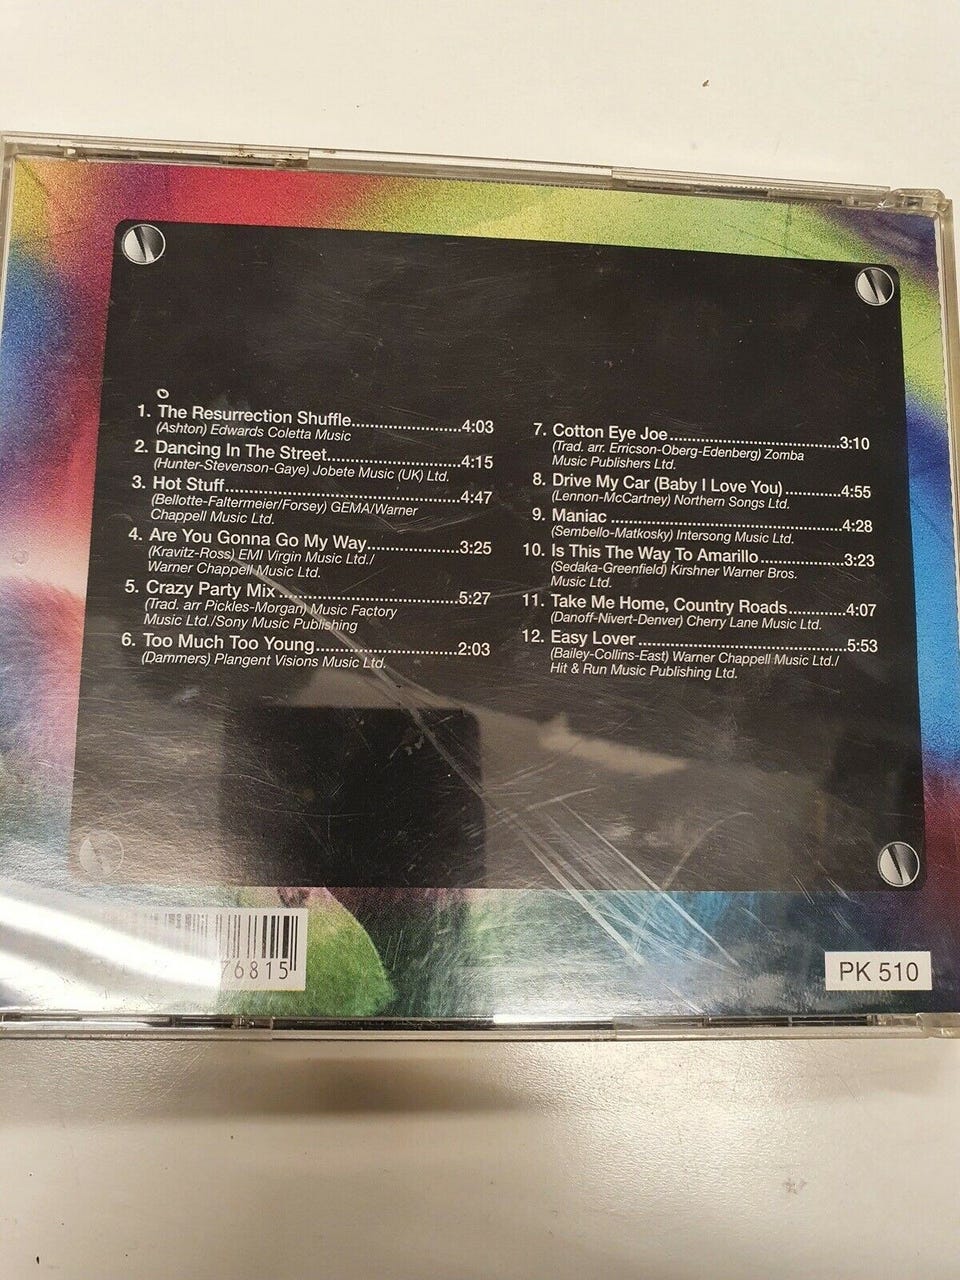 1. The Resurrection Shuffle......................4:03
(Ashton) Edwards Coletta Music
2. Dancing In The Street...........................4:15
(Hunter-Stevenson-Gaye) Jobete Music (UK) Ltd.
3. Hot Stuff...............................................4:47
(Bellotte-Faltermeier/Forsey) GEMA/Warner
Chappell Music Ltd.
4. Are You Gonna Go My Way...................3:25
(Kravitz-Ross) EMI Virgin Music Ltd./
Warner Chappell Music Ltd.
5. Crazy Party Mix.....................................5:27
(Trad. arr Pickles-Morgan) Music Factory
Music Ltd./Sony Music Publishing
6. Too Much Too Young.............................2:03
(Dammers) Plangent Visions Music Ltd.
7. Cotton Eye Joe...................................3:10
(Trad. arr. Erricson-Oberg-Edenberg) Zomba
Music Publishers Ltd.
8. Drive My Car (Baby I Love You)..........4:55
(Lennon-McCartney) Northern Songs Ltd.
9. Maniac ...............................................4:28
(Sembello-Matkosky) Intersong Music Ltd.
10. Is This The Way To Amarillo.................3:23
(Sedaka-Greenfield) Kirshner Warner Bros.
Music Ltd.
11. Take Me Home, Country Roads............4:07
(Danoff-Nivert-Denver) Cherry Lane Music Ltd.
12. Easy Lover...........................................5:53
(Bailey-Collins-East) Warner Chappell Music Ltd./
Hit & Run Music Publishing Ltd.
76815
PK 510